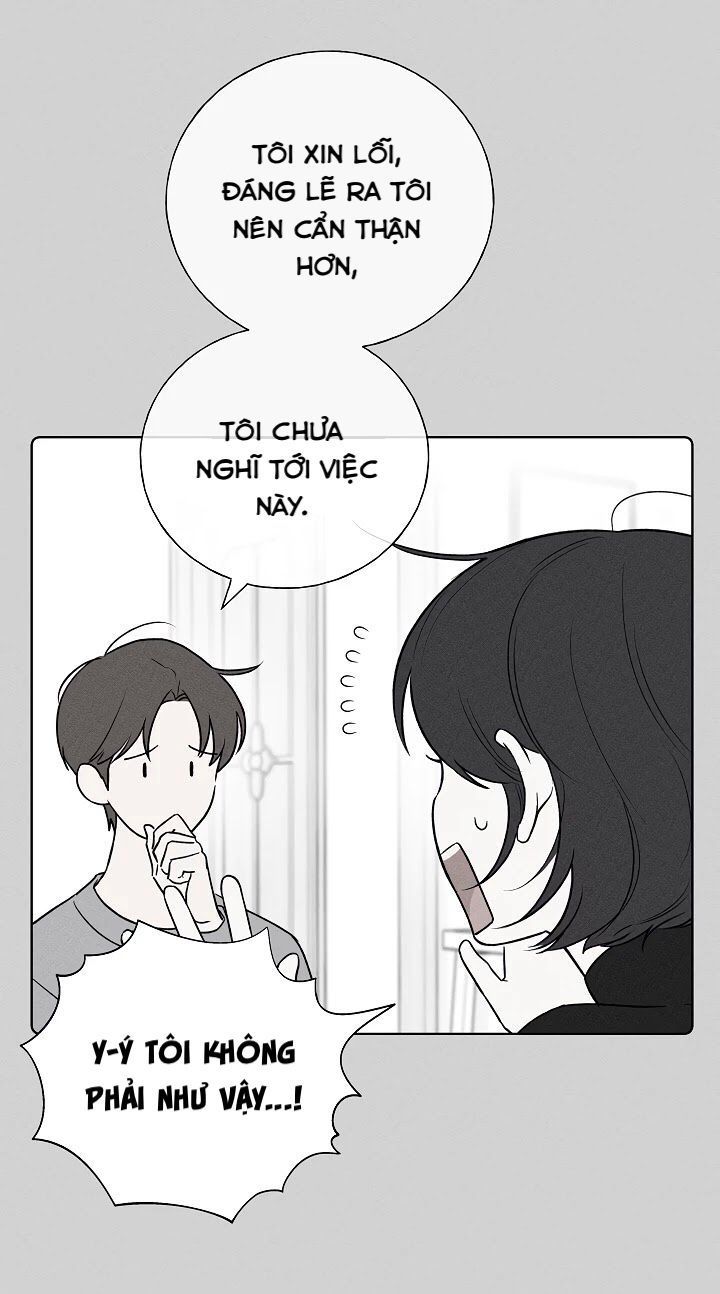 TÔI XIN LỖI,
ĐÁNG LẼ RA TÔI
NÊN CẨN THẬN
HƠN,
TÔI CHƯA
NGHĨ TỚI VIỆC
NÀY.
Y-Ý TÔI KHÔNG
PHẢI NHƯ VẬY...!